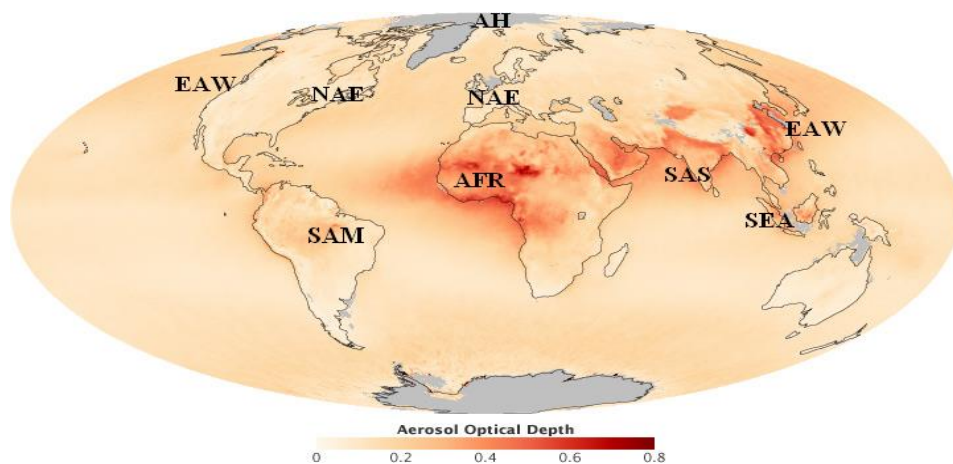 AH
EAW
NAE
NAE
EAW
AFR
SAS
SEA
SAM
Aerosol Optical Depth
0 0.2 0.4 0.6 0.8